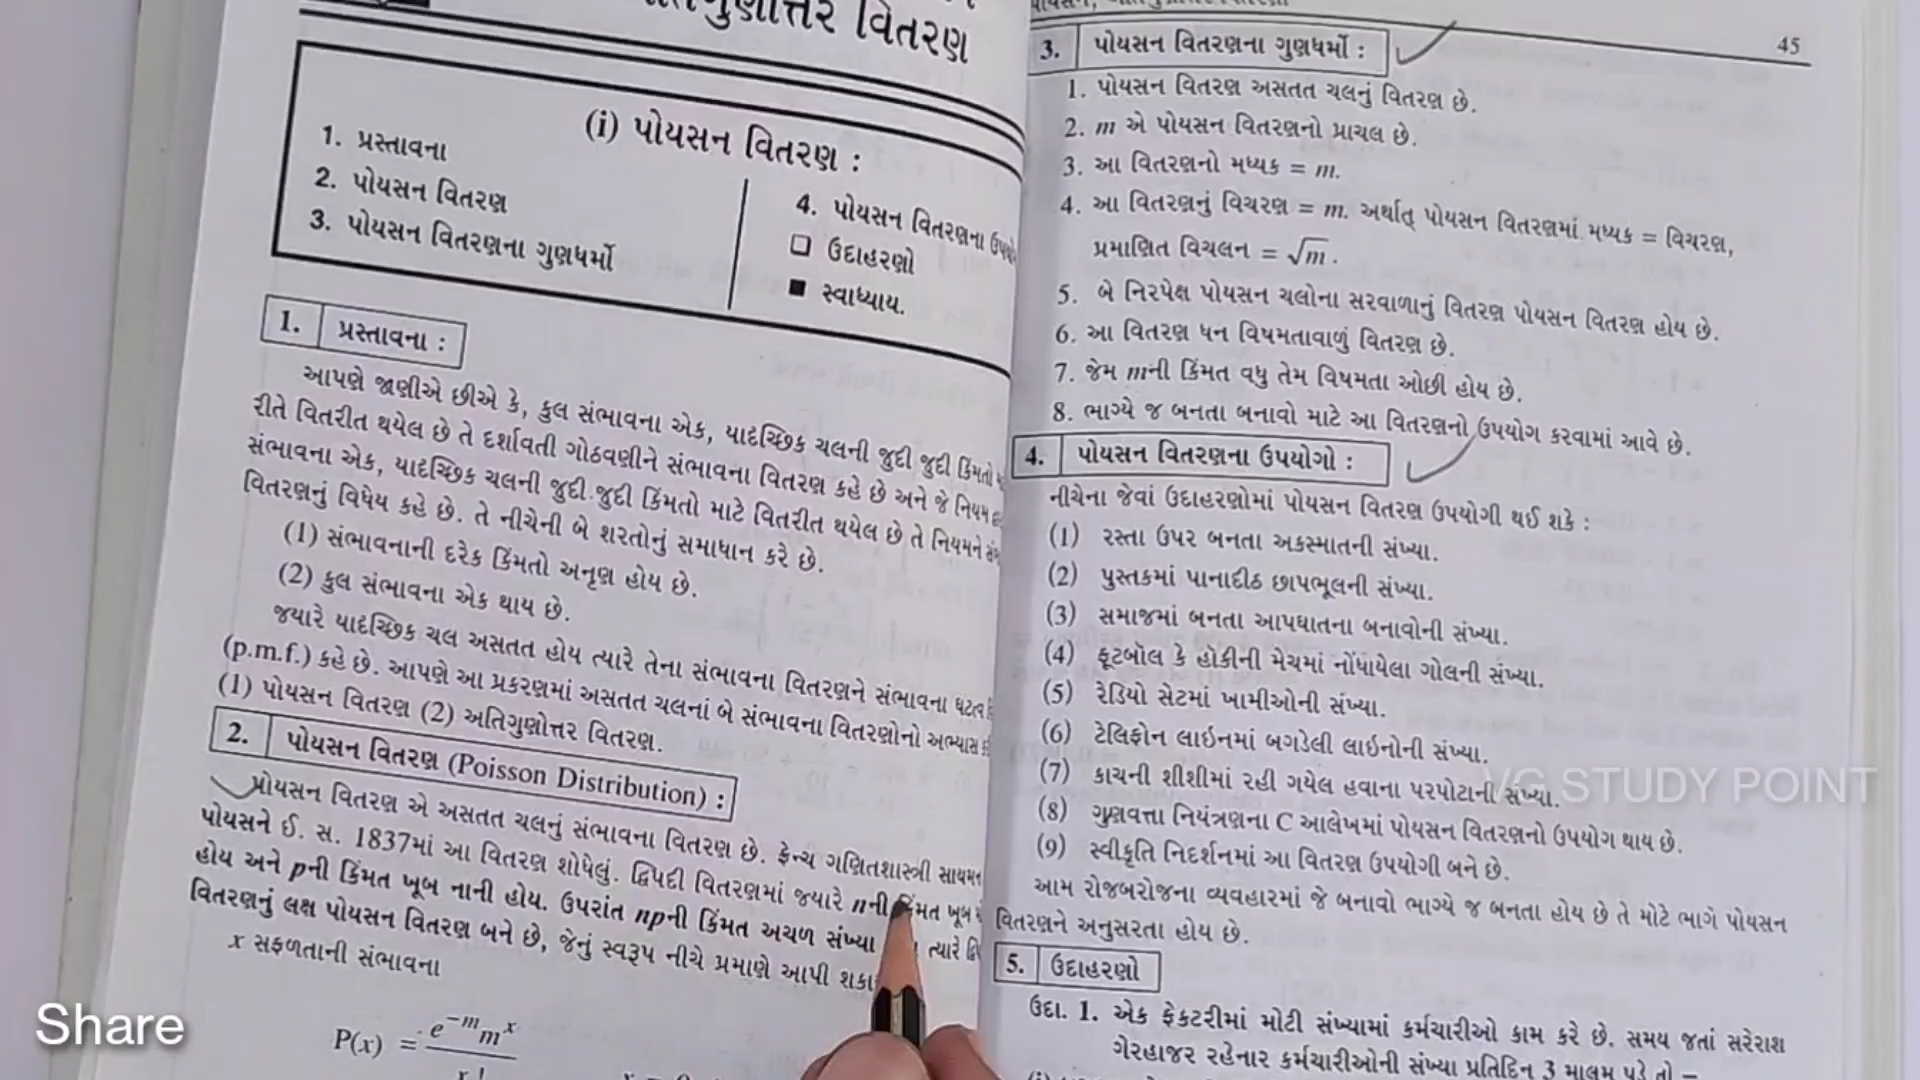 વિતરણ
(i) પોયસન વિતરણ :
1. પ્રસ્તાવના
2. પોયસન વિતરણ
3. પોયસન વિતરણના ગુણધર્મો
4. પોયસન વિતરણના
❑ ઉદાહરણો
■ સ્વાધ્યાય.
1. પ્રસ્તાવના :
આપણે જાણીએ છીએ કે, કુલ સંભાવના એક, યાદચ્છિક ચલની જુદી જુદી કિંમતો
રીતે વિતરીત થયેલ છે તે દર્શાવતી ગોઠવણીને સંભાવના વિતરણ કહે છે અને જે નિયમ
સંભાવના એક, યાદચ્છિક ચલની જુદી જુદી કિંમતો માટે વિતરીત થયેલ છે તે નિયમને
વિતરણનું વિધેય કહે છે. તે નીચેની બે શરતોનું સમાધાન કરે છે.
(1) સંભાવનાની દરેક કિંમતો અનૃણ હોય છે.
(2) કુલ સંભાવના એક થાય છે.
જયારે યાદચ્છિક ચલ અસતત હોય ત્યારે તેના સંભાવના વિતરણને સંભાવના ઘટત્વ
(p.m.f.) કહે છે. આપણે આ પ્રકરણમાં અસતત ચલનાં બે સંભાવના વિતરણોનો અભ્યાસ
(1) પોયસન વિતરણ (2) અતિગુણોત્તર વિતરણ.
2. પોયસન વિતરણ (Poisson Distribution) :
પ્રોયસન વિતરણ એ અસતત ચલનું સંભાવના વિતરણ છે. ફ્રેન્ચ ગણિતશાસ્ત્રી સાયમન
પોયસને ઈ. સ. 1837માં આ વિતરણ શોધેલું. દ્વિપદી વિતરણમાં જ્યારે nની કિંમત ખૂબ
હોય અને pની કિંમત ખૂબ નાની હોય. ઉપરાંત npની કિંમત અચળ સંખ્યા ત્યારે
વિતરણનું લક્ષ પોયસન વિતરણ બને છે, જેનું સ્વરૂપ નીચે પ્રમાણે આપી
x સફળતાની સંભાવના
P(x) = e^{-m} m^x / x!
45
3. પોયસન વિતરણના ગુણધર્મો :
1. પોયસન વિતરણ અસતત ચલનું વિતરણ છે.
2. m એ પોયસન વિતરણનો પ્રાચલ છે.
3. આ વિતરણનો મધ્યક = m.
4. આ વિતરણનું વિચરણ = m. અર્થાત્ પોયસન વિતરણમાં મધ્યક = વિચરણ,
પ્રમાણિત વિચલન = √m.
5. બે નિરપેક્ષ પોયસન ચલોના સરવાળાનું વિતરણ પોયસન વિતરણ હોય છે.
6. આ વિતરણ ધન વિષમતાવાળું વિતરણ છે.
7. જેમ mની કિંમત વધુ તેમ વિષમતા ઓછી હોય છે.
8. ભાગ્યે જ બનતા બનાવો માટે આ વિતરણનો ઉપયોગ કરવામાં આવે છે.
4. પોયસન વિતરણના ઉપયોગો :
નીચેના જેવાં ઉદાહરણોમાં પોયસન વિતરણ ઉપયોગી થઈ શકે :
(1) રસ્તા ઉપર બનતા અકસ્માતની સંખ્યા.
(2) પુસ્તકમાં પાનાદીઠ છાપભૂલની સંખ્યા.
(3) સમાજમાં બનતા આપઘાતના બનાવોની સંખ્યા.
(4) ફૂટબૉલ કે હૉકીની મેચમાં નોંધાયેલા ગોલની સંખ્યા.
(5) રેડિયો સેટમાં ખામીઓની સંખ્યા.
(6) ટેલિફોન લાઇનમાં બગડેલી લાઇનોની સંખ્યા.
(7) કાચની શીશીમાં રહી ગયેલ હવાના પરપોટાની સંખ્યા.
(8) ગુણવત્તા નિયંત્રણના C આલેખમાં પોયસન વિતરણનો ઉપયોગ થાય છે.
(9) સ્વીકૃતિ નિદર્શનમાં આ વિતરણ ઉપયોગી બને છે.
આમ રોજબરોજના વ્યવહારમાં જે બનાવો ભાગ્યે જ બનતા હોય છે તે મોટે ભાગે પોયસન
વિતરણને અનુસરતા હોય છે.
5. ઉદાહરણો
ઉદા. 1. એક ફેકટરીમાં મોટી સંખ્યામાં કર્મચારીઓ કામ કરે છે. સમય જતાં સરેરાશ
ગેરહાજર રહેનાર કર્મચારીઓની સંખ્યા પ્રતિદિન 3 માલૂમ પડે તો –
VG STUDY POINT
Share